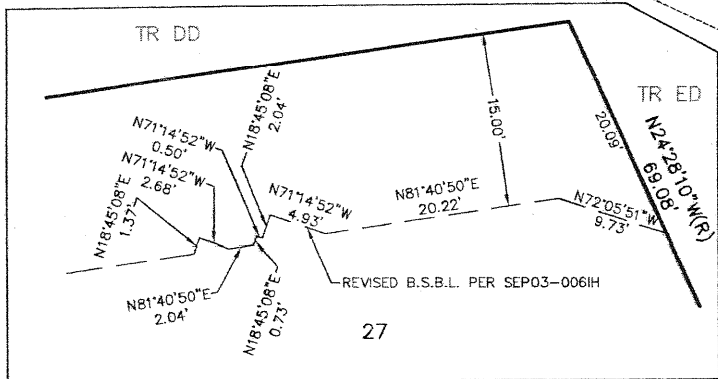 TR DD
TR ED
N18°45'08"E
2.04'
N71°14'52"W
0.50'
N71°14'52"W
2.68'
N18°45'08"E
1.37'
N71°14'52"W
4.93'
N81°40'50"E
20.22'
15.00'
20.09'
N24°28'10"W(R)
69.08'
N72°05'51"W
9.73'
N81°40'50"E
2.04'
N18°45'08"E
0.73'
REVISED B.S.B.L. PER SEP03-006IH
27